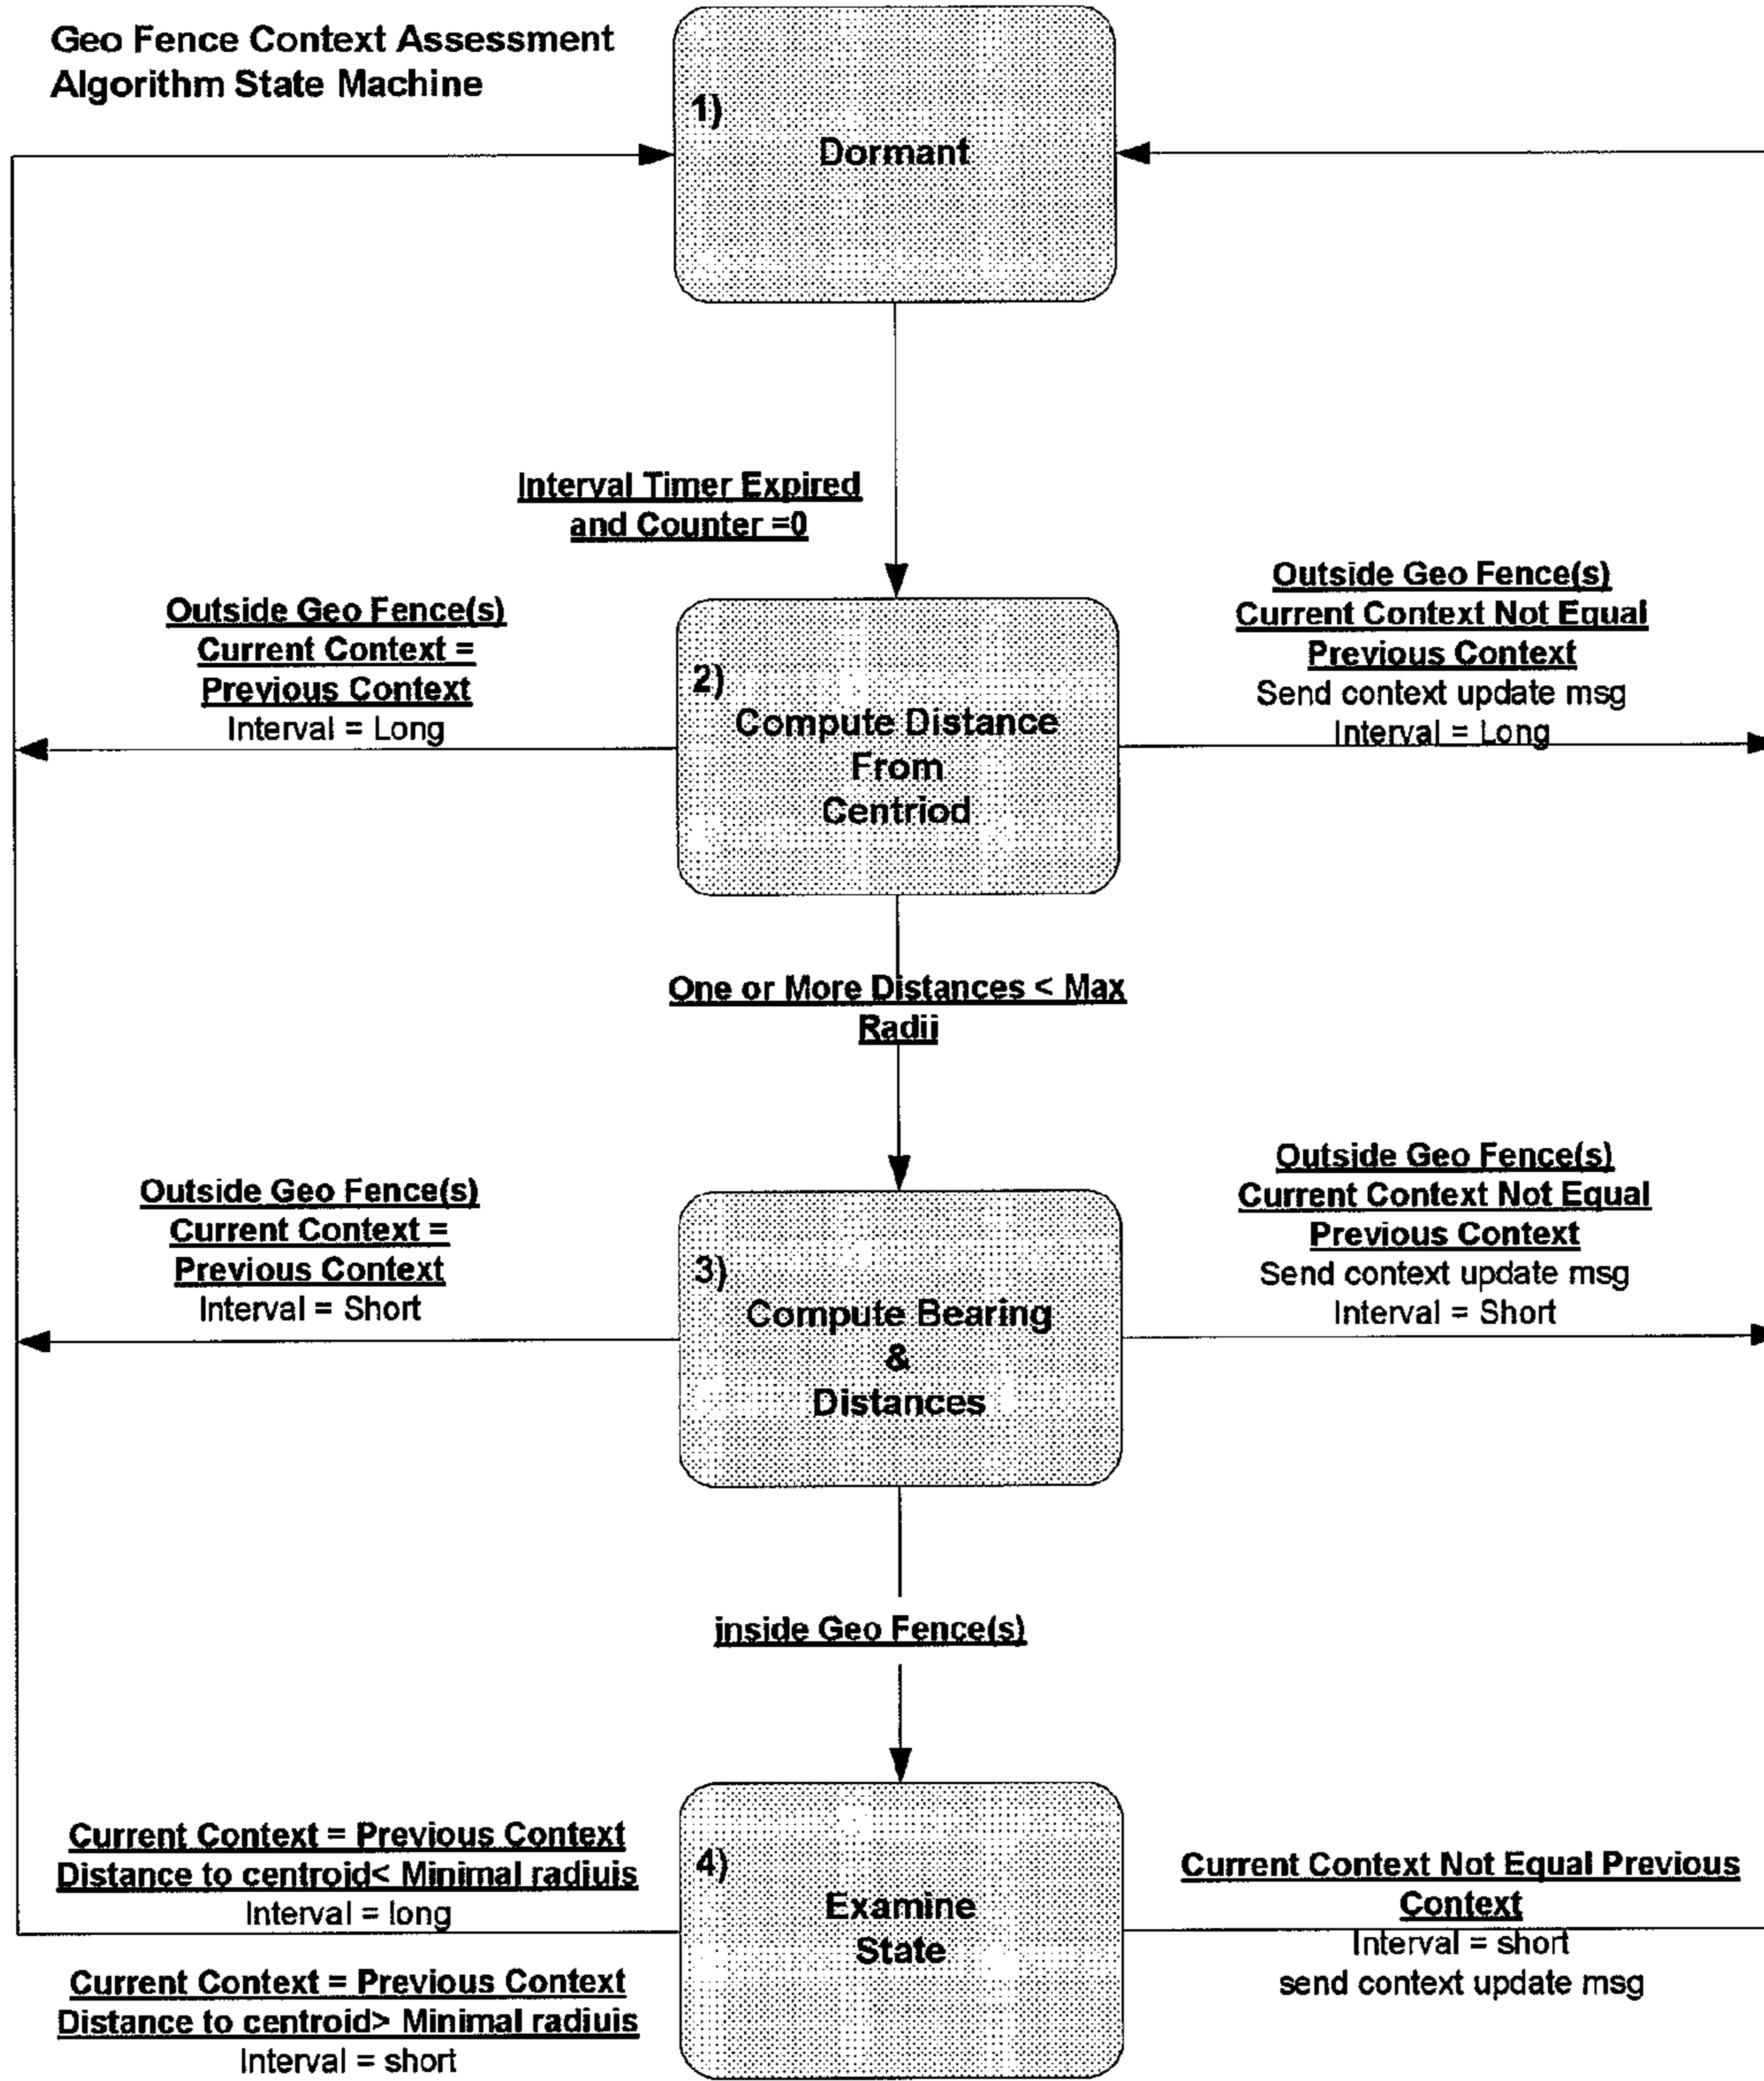 Geo Fence Context Assessment
Algorithm State Machine
1)
Dormant
Interval Timer Expired
and Counter =0
Outside Geo Fence(s)
Current Context =
Previous Context
Interval = Long
2)
Compute Distance
From
Centriod
Outside Geo Fence(s)
Current Context Not Equal
Previous Context
Send context update msg
Interval = Long
One or More Distances < Max
Radii
Outside Geo Fence(s)
Current Context =
Previous Context
Interval = Short
3)
Compute Bearing
&
Distances
Outside Geo Fence(s)
Current Context Not Equal
Previous Context
Send context update msg
Interval = Short
inside Geo Fence(s)
Current Context = Previous Context
Distance to centroid< Minimal radiuis
Interval = long
Current Context = Previous Context
Distance to centroid> Minimal radiuis
Interval = short
4)
Examine
State
Current Context Not Equal Previous
Context
Interval = short
send context update msg